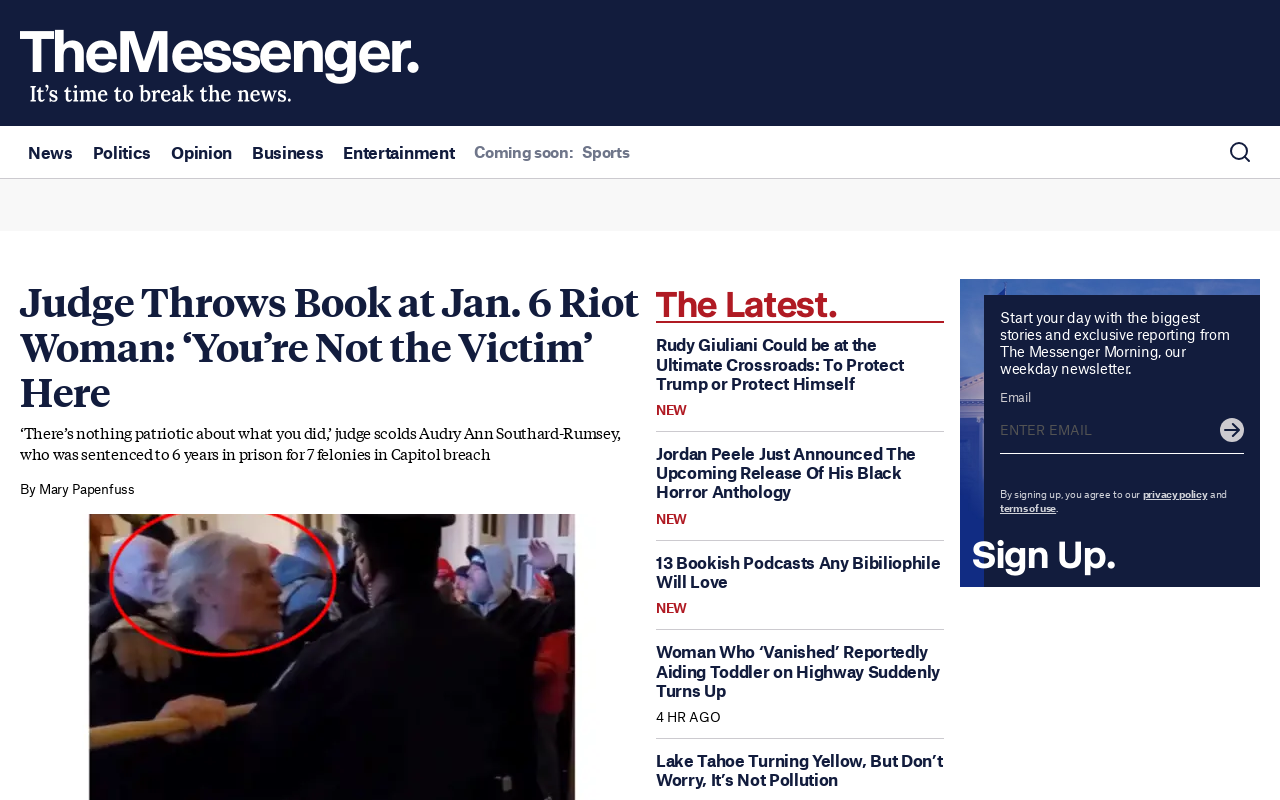 TheMessenger.
It's time to break the news.
News Politics Opinion Business Entertainment Coming soon: Sports
Judge Throws Book at Jan. 6 Riot
Woman: ‘You’re Not the Victim’
Here
‘There’s nothing patriotic about what you did,’ judge scolds Audry Ann Southard-Rumsey,
who was sentenced to 6 years in prison for 7 felonies in Capitol breach
By Mary Papenfuss
The Latest.
Rudy Giuliani Could be at the
Ultimate Crossroads: To Protect
Trump or Protect Himself
NEW
Jordan Peele Just Announced The
Upcoming Release Of His Black
Horror Anthology
NEW
13 Bookish Podcasts Any Bibiliophile
Will Love
NEW
Woman Who ‘Vanished’ Reportedly
Aiding Toddler on Highway Suddenly
Turns Up
4 HR AGO
Lake Tahoe Turning Yellow, But Don’t
Worry, It’s Not Pollution
Start your day with the biggest
stories and exclusive reporting from
The Messenger Morning, our
weekday newsletter.
Email
ENTER EMAIL
By signing up, you agree to our privacy policy and
terms of use.
Sign Up.